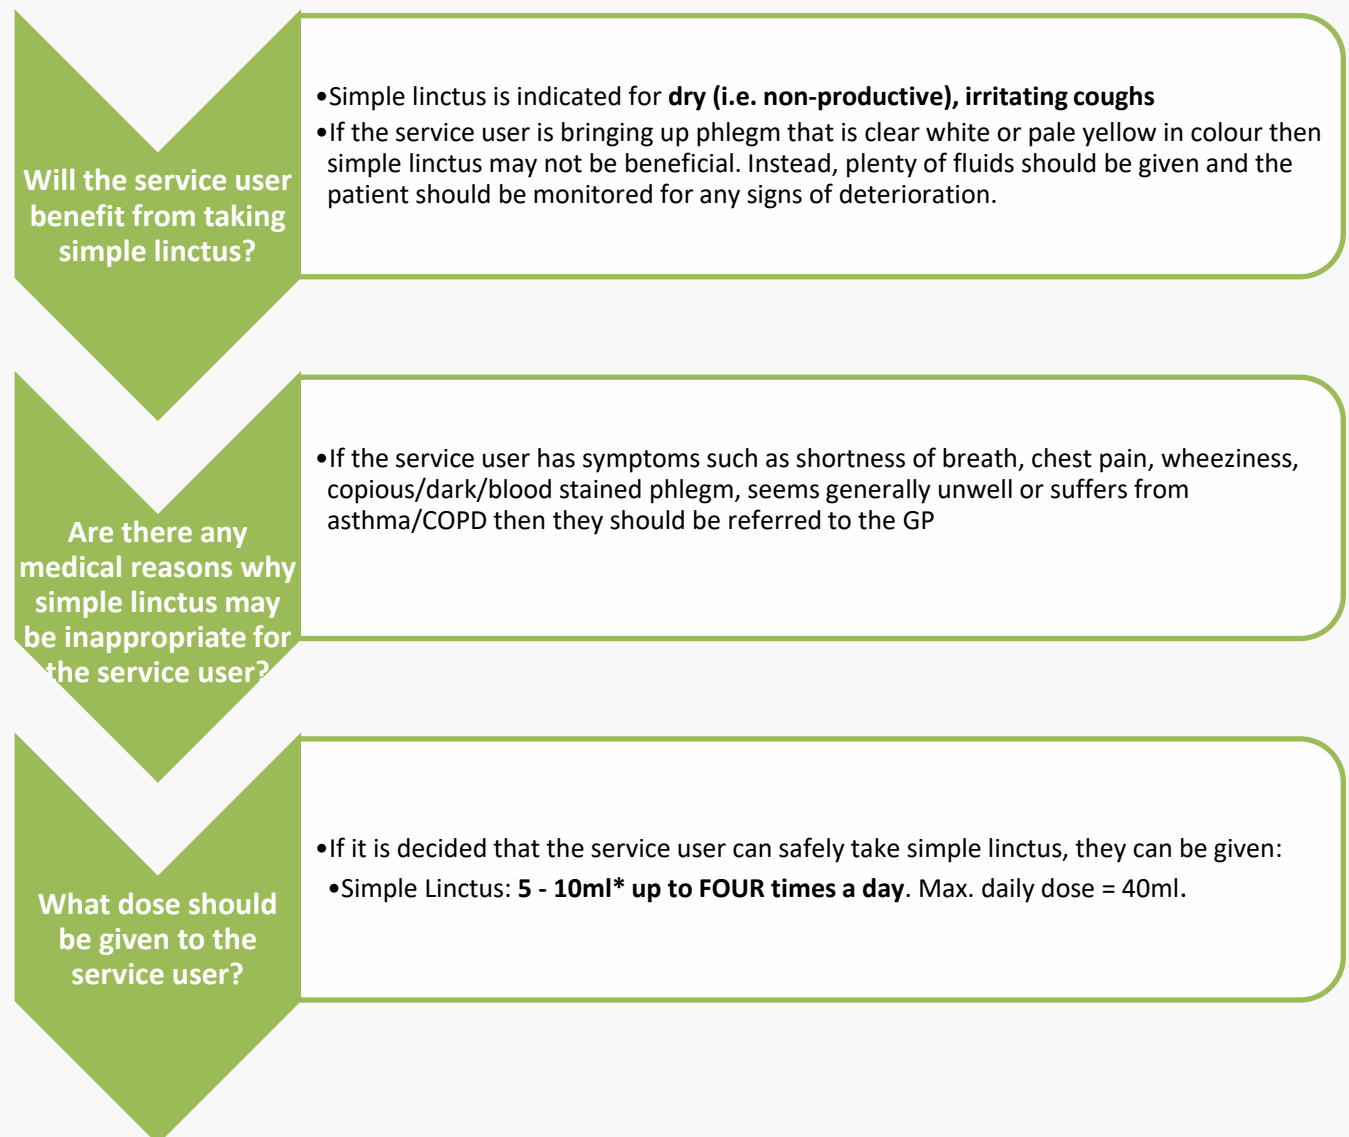 Will the service user
benefit from taking
simple linctus?
•Simple linctus is indicated for dry (i.e. non-productive), irritating coughs
•If the service user is bringing up phlegm that is clear white or pale yellow in colour then
simple linctus may not be beneficial. Instead, plenty of fluids should be given and the
patient should be monitored for any signs of deterioration.
Are there any
medical reasons why
simple linctus may
be inappropriate for
the service user?
•If the service user has symptoms such as shortness of breath, chest pain, wheeziness,
copious/dark/blood stained phlegm, seems generally unwell or suffers from
asthma/COPD then they should be referred to the GP
What dose should
be given to the
service user?
•If it is decided that the service user can safely take simple linctus, they can be given:
•Simple Linctus: 5 - 10ml* up to FOUR times a day. Max. daily dose = 40ml.